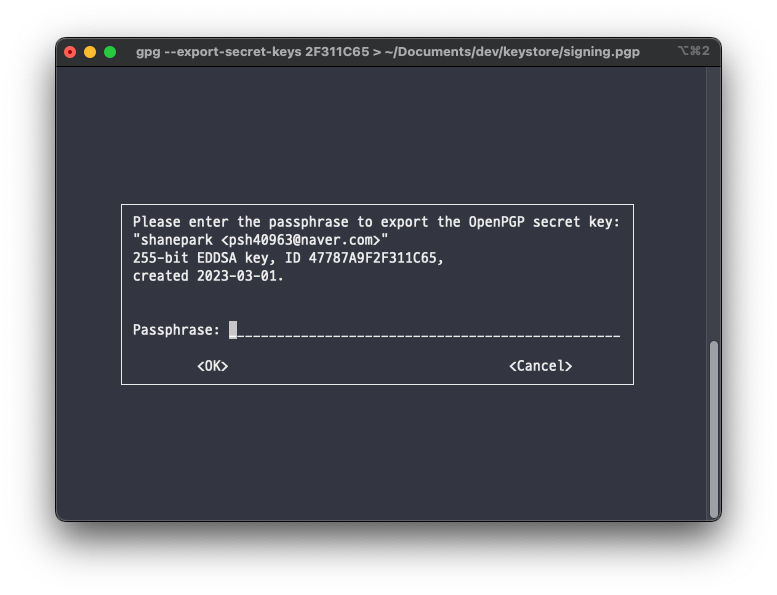 gpg --export-secret-keys 2F311C65 > ~/Documents/dev/keystore/signing.pgp ⌥⌘2
Please enter the passphrase to export the OpenPGP secret key:
"shanepark <psh40963@naver.com>"
255-bit EDDSA key, ID 47787A9F2F311C65,
created 2023-03-01.
Passphrase: ________________________________________________
<OK> <Cancel>